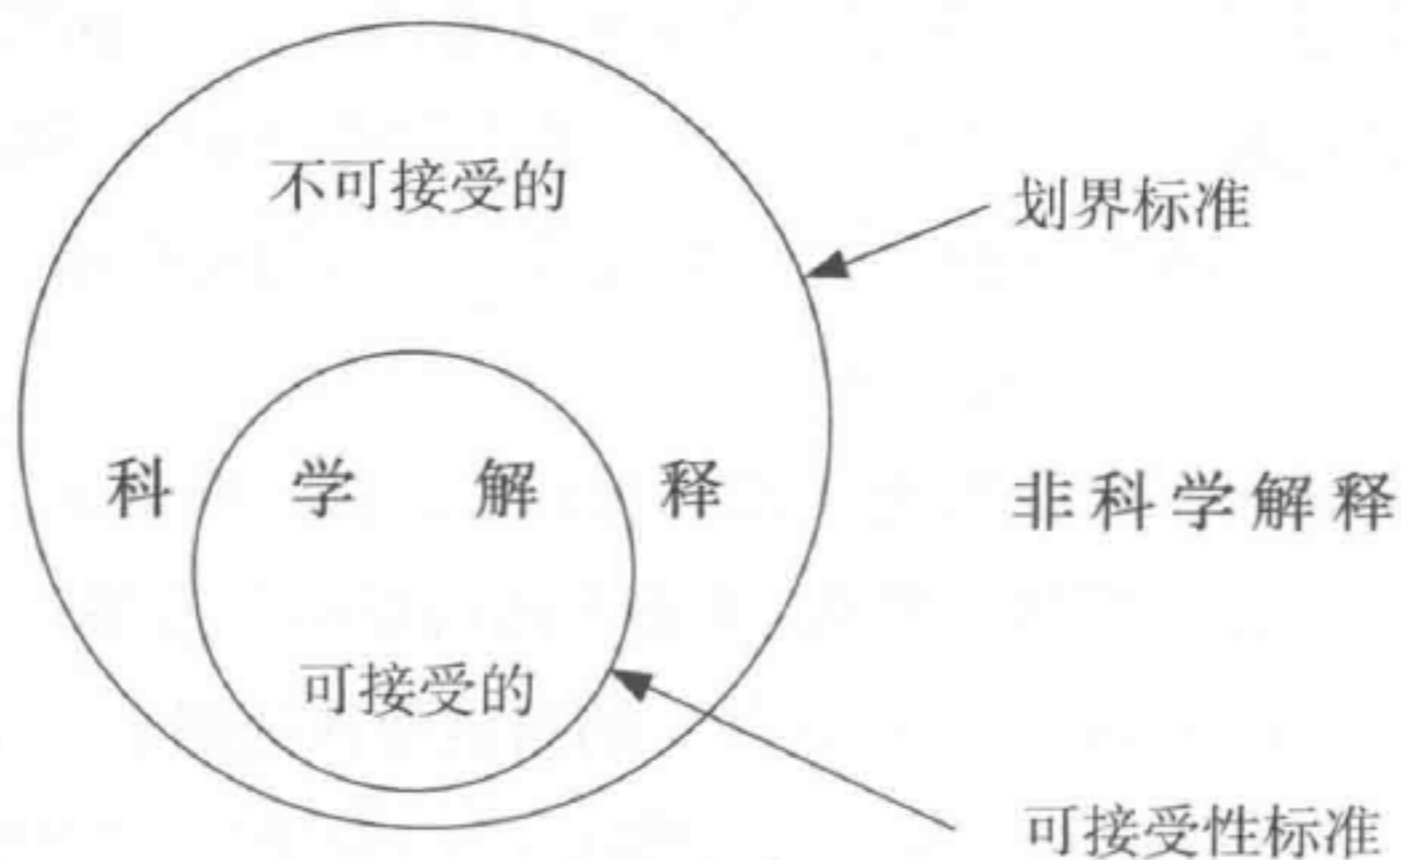 不可接受的
划界标准
科学解释
非科学解释
可接受的
可接受性标准